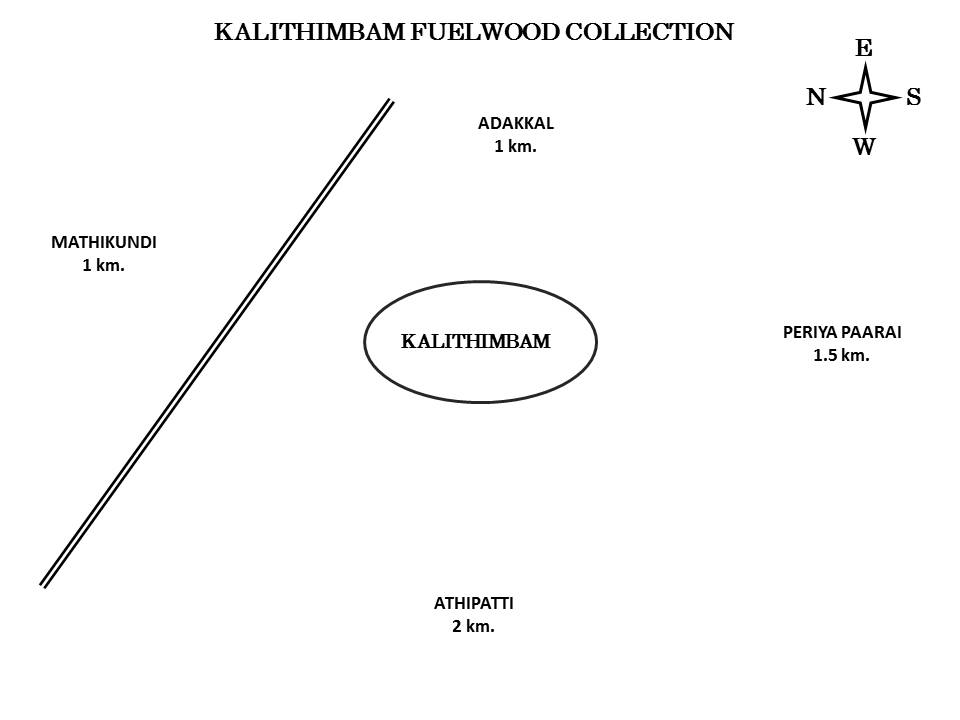 KALITHIMBAM FUELWOOD COLLECTION
E
N S
W
ADAKKAL
1 km.
MATHIKUNDI
1 km.
KALITHIMBAM
PERIYA PAARAI
1.5 km.
ATHIPATTI
2 km.